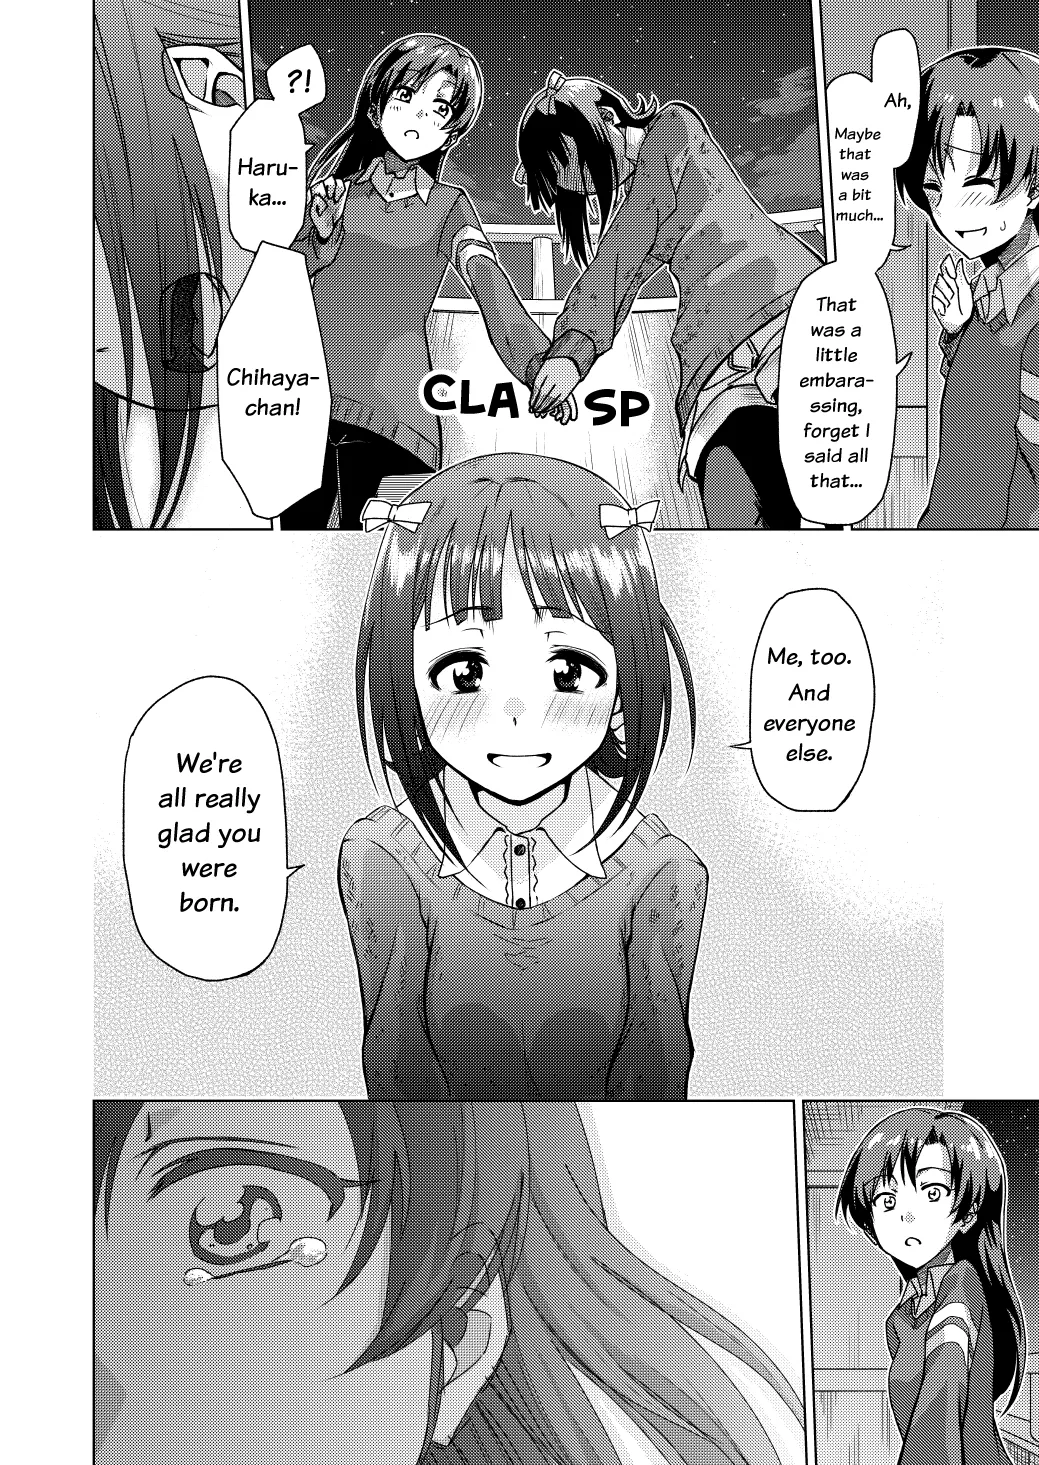 Ah,
Maybe
that
was
a bit
much...
That
was a
little
embara-
ssing,
forget I
said all
that...
CLA SP
?!
Haru-
ka...
Chihaya-
chan!
Me, too.
And
everyone
else.
We're
all really
glad you
were
born.